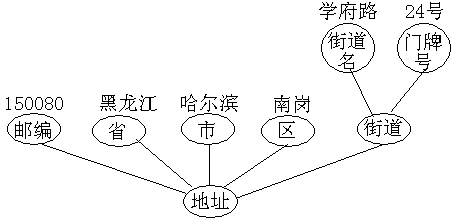 学府路 24号
街道名 门牌号
150080 黑龙江 哈尔滨 南岗
邮编 省 市 区 街道
地址